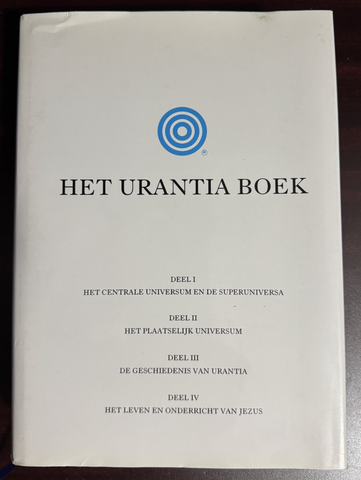 ®
HET URANTIA BOEK
DEEL I
HET CENTRALE UNIVERSUM EN DE SUPERUNIVERSA
DEEL II
HET PLAATSELIJK UNIVERSUM
DEEL III
DE GESCHIEDENIS VAN URANTIA
DEEL IV
HET LEVEN EN ONDERRICHT VAN JEZUS